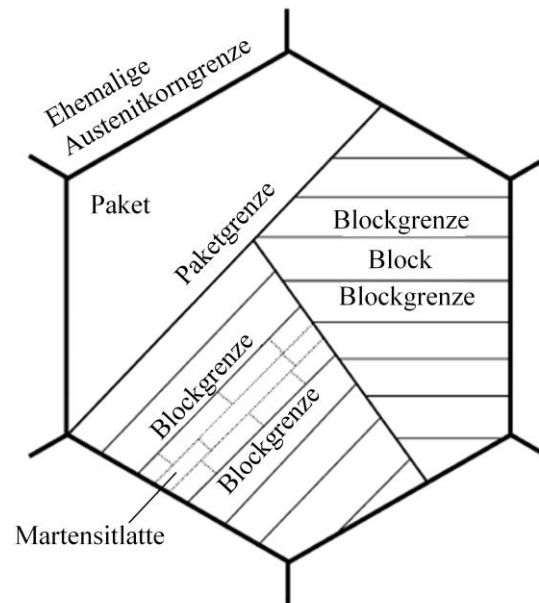 Ehemalige
Austenitkorngrenze
Paket
Paketgrenze
Blockgrenze
Block
Blockgrenze
Blockgrenze
Blockgrenze
Martensitlatte